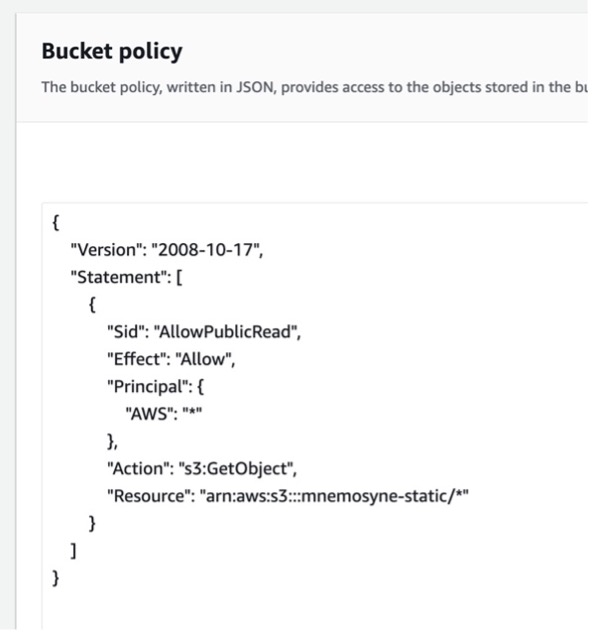 Bucket policy
The bucket policy, written in JSON, provides access to the objects stored in the
{
"Version": "2008-10-17",
"Statement": [
{
"Sid": "AllowPublicRead",
"Effect": "Allow",
"Principal": {
"AWS": "*"
},
"Action": "s3:GetObject",
"Resource": "arn:aws:s3:::mnemosyne-static/*"
}
]
}